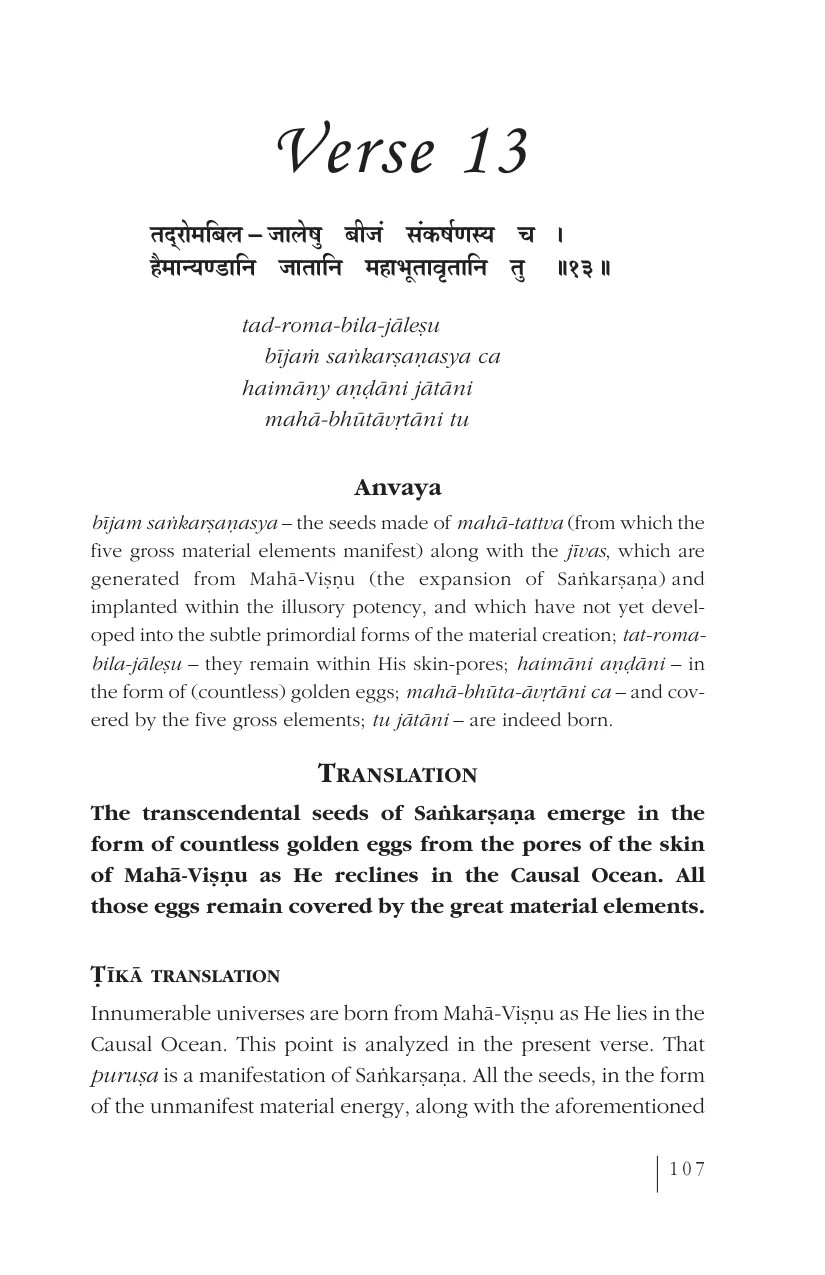 Verse 13
तद्रोमबिल – जालेषु बीजं संकर्षणस्य च ।
हैमान्यण्डानि जातानि महाभूतावृतानि तु ॥१३॥
tad-roma-bila-jāleṣu
bījaṁ saṅkarṣaṇasya ca
haimāny aṇḍāni jātāni
mahā-bhūtāvṛtāni tu
Anvaya
bījam saṅkarṣaṇasya – the seeds made of mahā-tattva (from which the
five gross material elements manifest) along with the jīvas, which are
generated from Mahā-Viṣṇu (the expansion of Saṅkarṣaṇa) and
implanted within the illusory potency, and which have not yet devel-
oped into the subtle primordial forms of the material creation; tat-roma-
bila-jāleṣu – they remain within His skin-pores; haimāni aṇḍāni – in
the form of (countless) golden eggs; mahā-bhūta-āvṛtāni ca – and cov-
ered by the five gross elements; tu jātāni – are indeed born.
TRANSLATION
The transcendental seeds of Saṅkarṣaṇa emerge in the
form of countless golden eggs from the pores of the skin
of Mahā-Viṣṇu as He reclines in the Causal Ocean. All
those eggs remain covered by the great material elements.
ṬĪKĀ TRANSLATION
Innumerable universes are born from Mahā-Viṣṇu as He lies in the
Causal Ocean. This point is analyzed in the present verse. That
puruṣa is a manifestation of Saṅkarṣaṇa. All the seeds, in the form
of the unmanifest material energy, along with the aforementioned
107